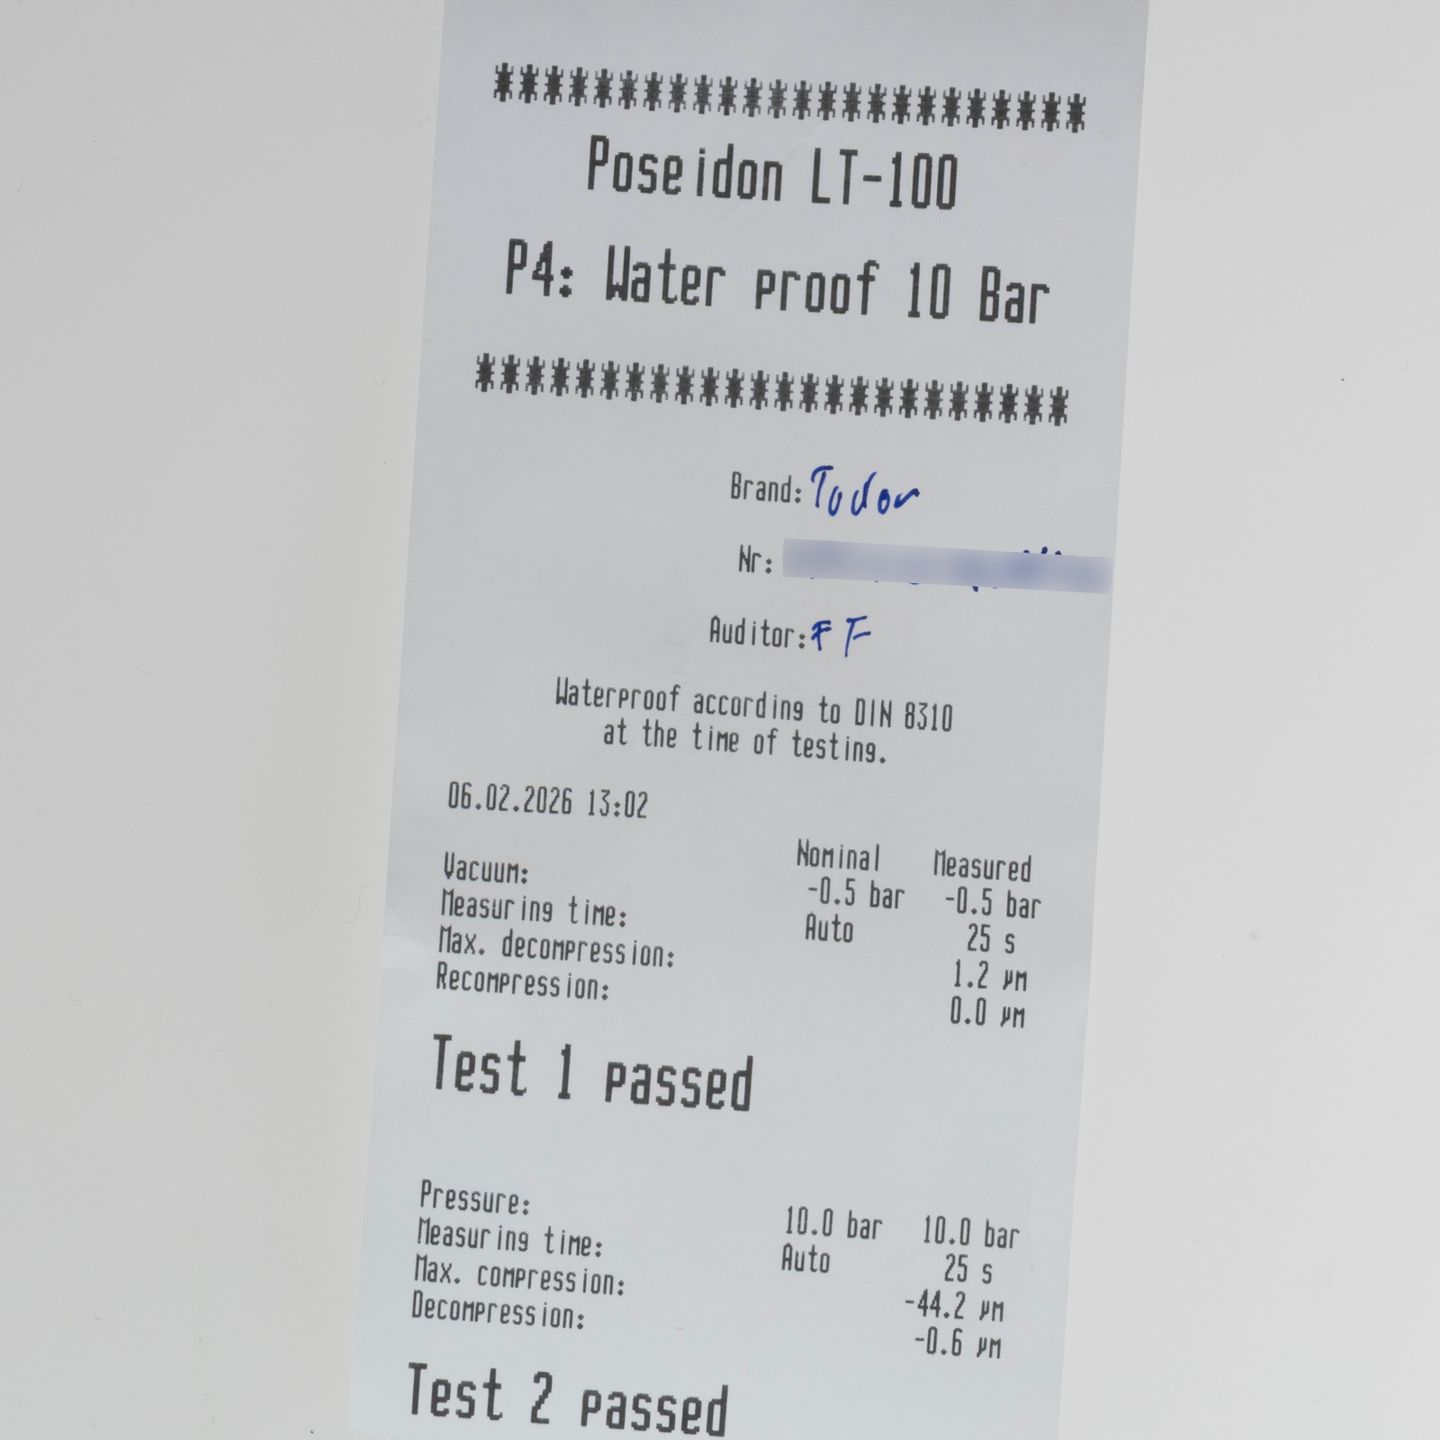 ************************
Poseidon LT-100
P4: Water proof 10 Bar
************************
Brand: Tudor
Nr:
Auditor: FF
Waterproof according to DIN 8310
at the time of testing.
06.02.2026 13:02
Nominal Measured
Vacuum: -0.5 bar -0.5 bar
Measuring time: Auto 25 s
Max. decompression: 1.2 µm
Recompression: 0.0 µm
Test 1 passed
Pressure: 10.0 bar 10.0 bar
Measuring time: Auto 25 s
Max. compression: -44.2 µm
Decompression: -0.6 µm
Test 2 passed